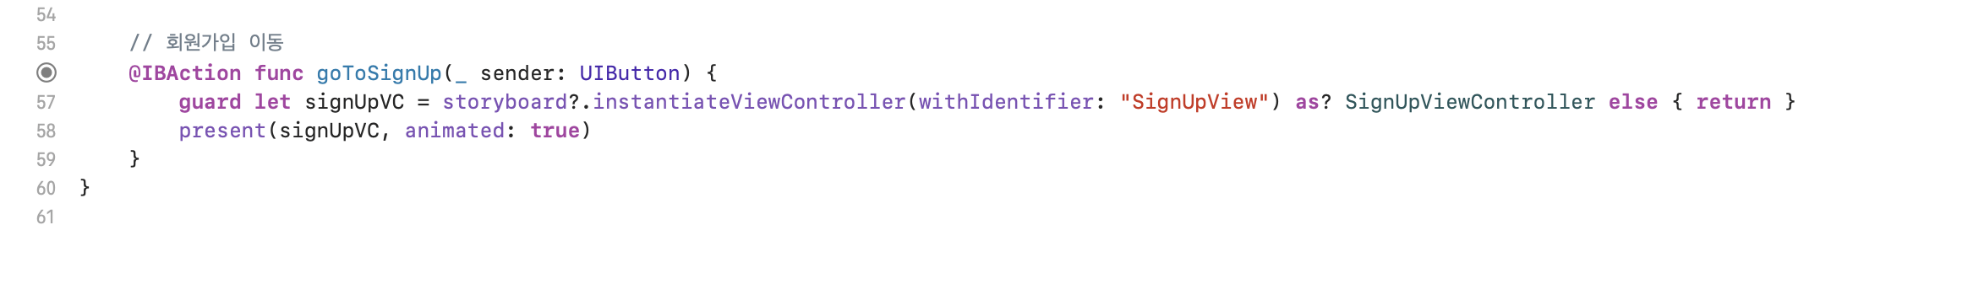 54
55 // 회원가입 이동
@IBAction func goToSignUp(_ sender: UIButton) {
57 guard let signUpVC = storyboard?.instantiateViewController(withIdentifier: "SignUpView") as? SignUpViewController else { return }
58 present(signUpVC, animated: true)
59 }
60 }
61